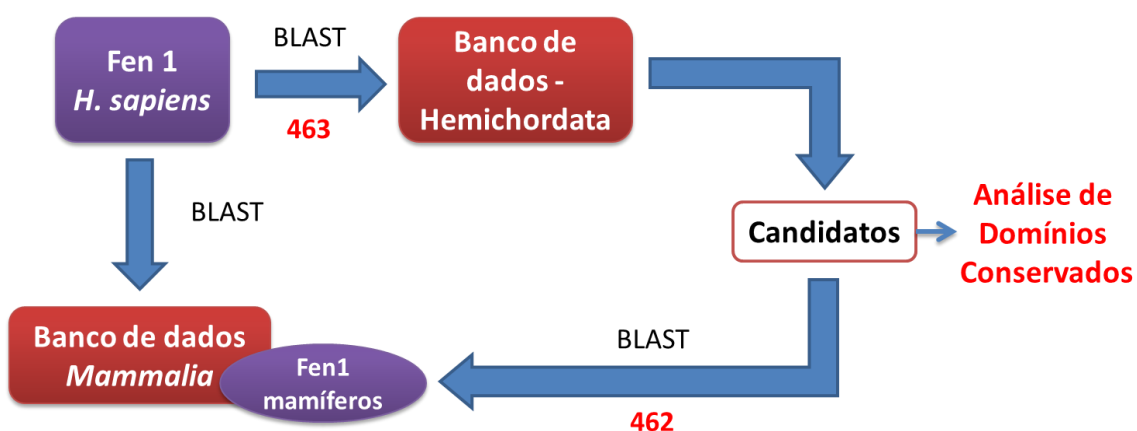 Fen 1
H. sapiens
BLAST
463
Banco de
dados -
Hemichordata
BLAST
Candidatos
Análise de
Domínios
Conservados
Banco de dados
Mammalia
Fen1
mamíferos
BLAST
462